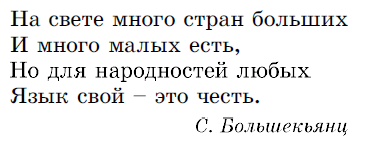 На свете много стран больших
И много малых есть,
Но для народностей любых
Язык свой – это честь.
С. Большекьянц